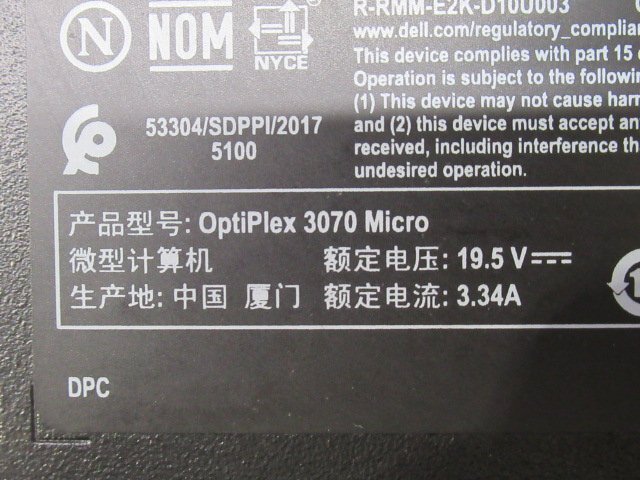 R-RMM-E2K-D10U003
www.dell.com/regulatory_complian
This device complies with part 15
Operation is subject to the followin
(1) This device may not cause harm
and (2) this device must accept an
received, including interference th
undesired operation.
N
NOM
NYCE
53304/SDPPI/2017
5100
产品型号: OptiPlex 3070 Micro
微型计算机 额定电压: 19.5 V
生产地: 中国 厦门 额定电流: 3.34A
DPC